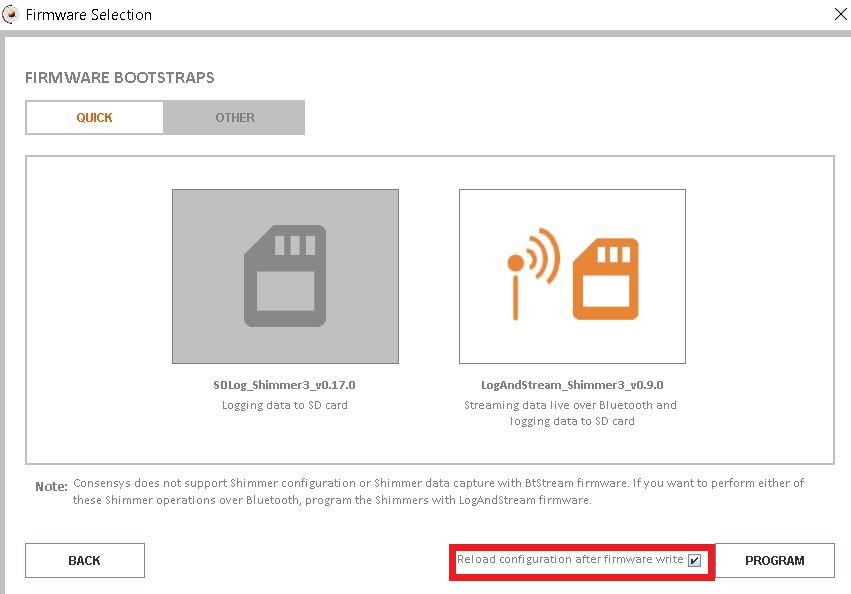 Firmware Selection
FIRMWARE BOOTSTRAPS
QUICK
OTHER
SDLog_Shimmer3_v0.17.0
Logging data to SD card
LogAndStream_Shimmer3_v0.9.0
Streaming data live over Bluetooth and
logging data to SD card
Note: Consensys does not support Shimmer configuration or Shimmer data capture with BtStream firmware. If you want to perform either of
these Shimmer operations over Bluetooth, program the Shimmers with LogAndStream firmware.
BACK
Reload configuration after firmware write
PROGRAM